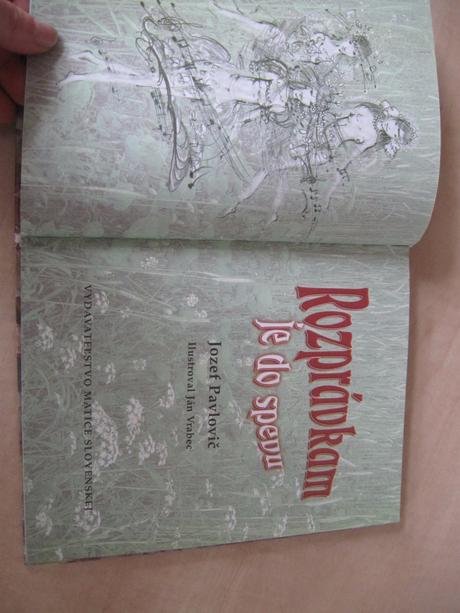 Rozprávkam
je do spevu
Jozef Pavlovič
Ilustroval Ján Vrabec
VYDAVATEĽSTVO MATICE SLOVENSKEJ